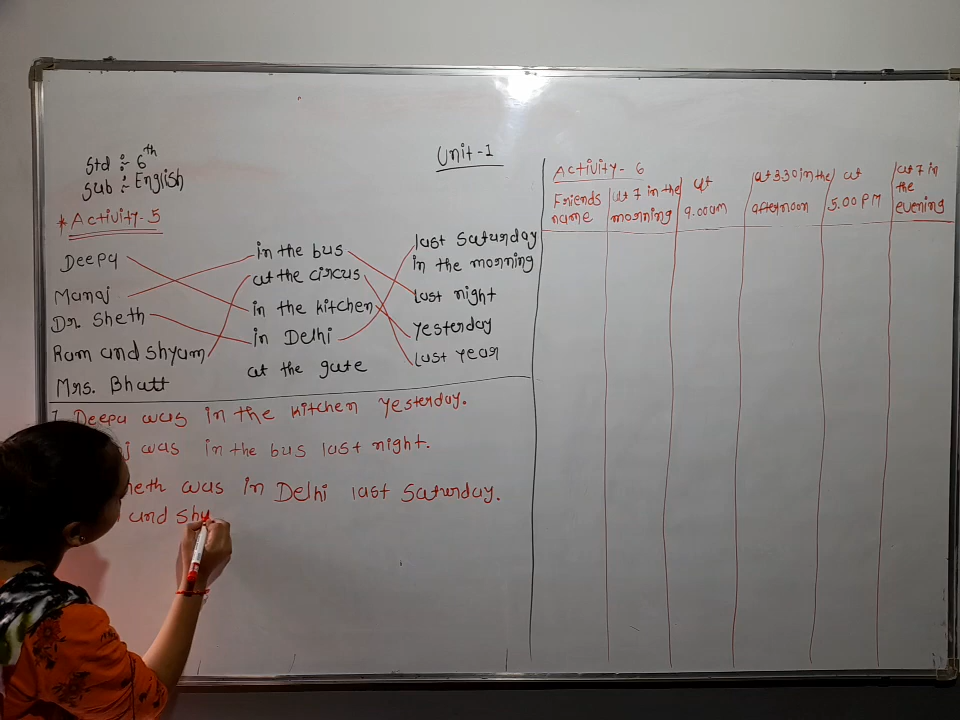 Std :- 6th
Sub :- English
Unit-1
* Activity-5
Deepa
Manoj
Dr. Sheth
Ram and Shyam
Mrs. Bhatt
in the bus
at the circus
in the kitchen
in Delhi
at the gate
last saturday
in the morning
last night
yesterday
last year
1. Deepa was in the kitchen yesterday.
was in the bus last night.
was in Delhi last saturday.
and Shy
Activity-6
Friends name
at 7 in the morning
at 9.00am
at 3.30 in the afternoon
at 5.00 PM
at 7 in the evening